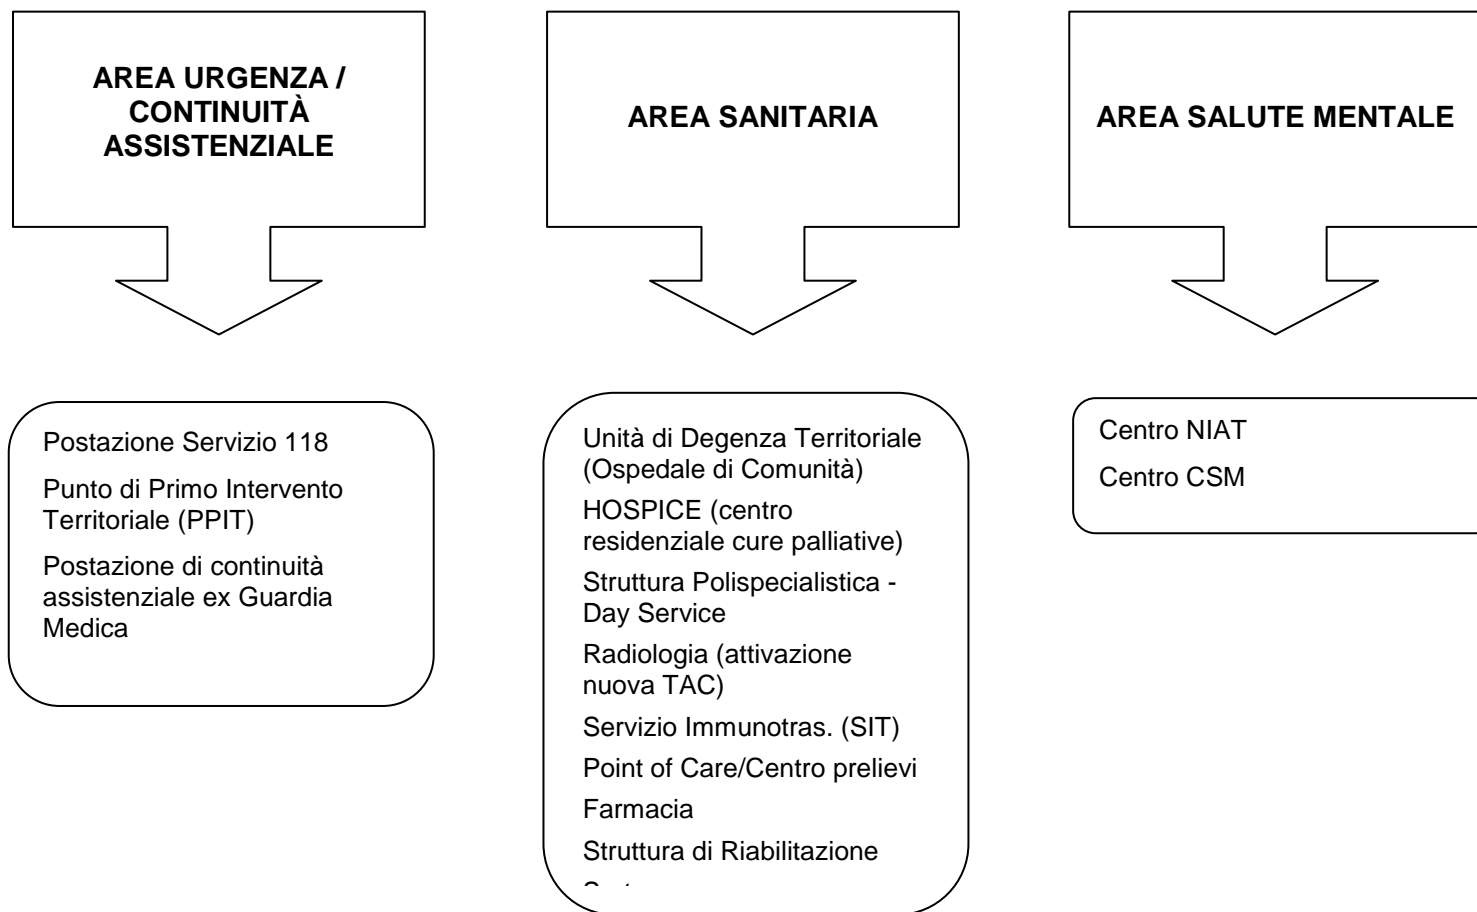 AREA URGENZA /
CONTINUITÀ
ASSISTENZIALE
Postazione Servizio 118
Punto di Primo Intervento
Territoriale (PPIT)
Postazione di continuità
assistenziale ex Guardia
Medica
AREA SANITARIA
Unità di Degenza Territoriale
(Ospedale di Comunità)
HOSPICE (centro
residenziale cure palliative)
Struttura Polispecialistica -
Day Service
Radiologia (attivazione
nuova TAC)
Servizio Immunotras. (SIT)
Point of Care/Centro prelievi
Farmacia
Struttura di Riabilitazione
AREA SALUTE MENTALE
Centro NIAT
Centro CSM